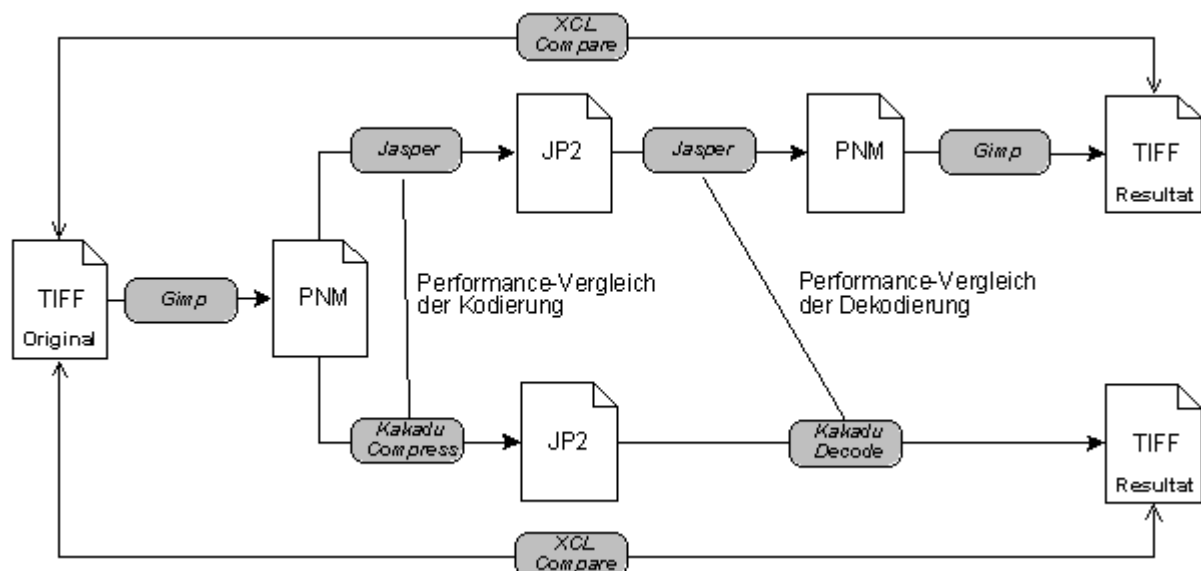 XCL
Compare
Jasper
JP2
Jasper
PNM
Gimp
TIFF
Resultat
TIFF
Original
Gimp
PNM
Performance-Vergleich
der Kodierung
Performance-Vergleich
der Dekodierung
Kakadu
Compress
JP2
Kakadu
Decode
TIFF
Resultat
XCL
Compare